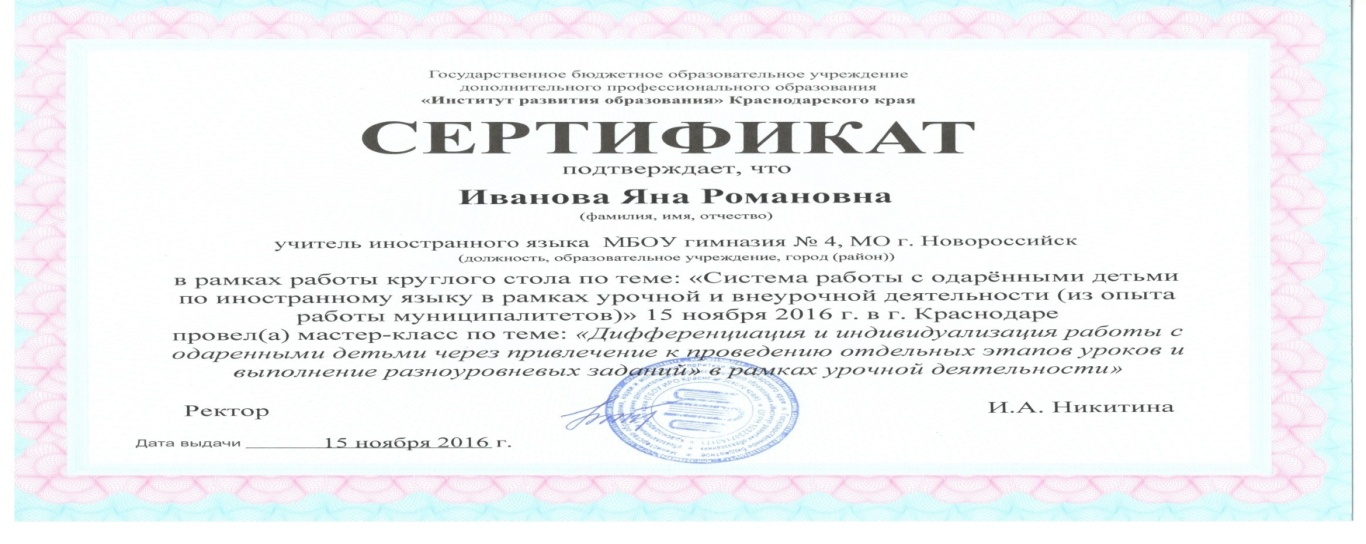 Государственное бюджетное образовательное учреждение
дополнительного профессионального образования
«Институт развития образования» Краснодарского края
СЕРТИФИКАТ
подтверждает, что
Иванова Яна Романовна
(фамилия, имя, отчество)
учитель иностранного языка МБОУ гимназия № 4, МО г. Новороссийск
(должность, образовательное учреждение, город (район))
в рамках работы круглого стола по теме: «Система работы с одарёнными детьми
по иностранному языку в рамках урочной и внеурочной деятельности (из опыта
работы муниципалитетов)» 15 ноября 2016 г. в г. Краснодаре
провел(а) мастер-класс по теме: «Дифференциация и индивидуализация работы с
одаренными детьми через привлечение к проведению отдельных этапов уроков и
выполнение разноуровневых заданий» в рамках урочной деятельности»
Ректор
И.А. Никитина
Дата выдачи 15 ноября 2016 г.